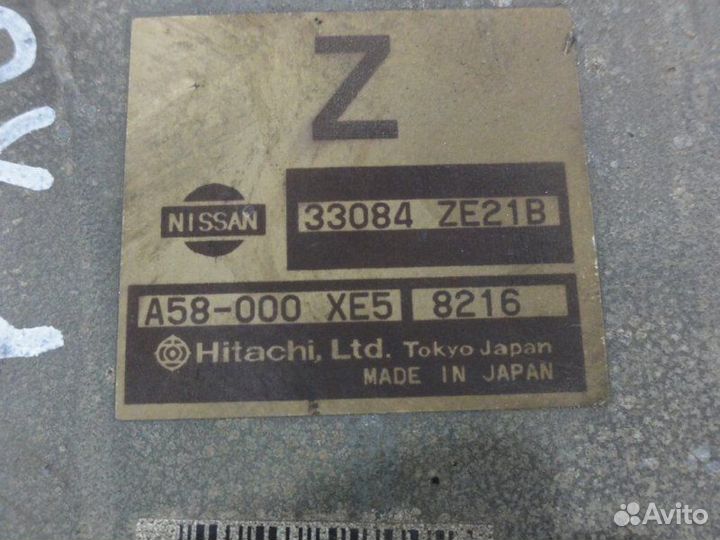 Z
NISSAN
33084 ZE21B
A58-000 XE5 8216
Hitachi, Ltd. Tokyo Japan
MADE IN JAPAN
Avito